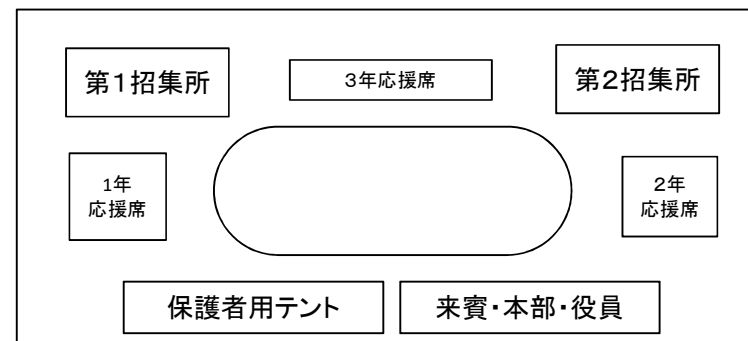 第１招集所
３年応援席
第２招集所
1年
応援席
２年
応援席
保護者用テント
来賓・本部・役員